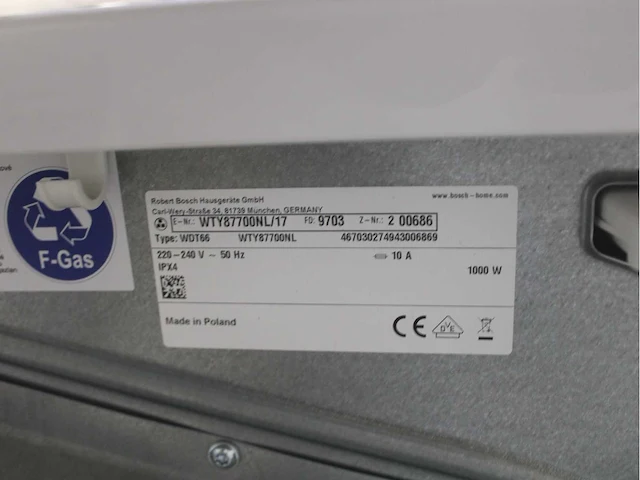 Robert Bosch Hausgeräte GmbH
www.bosch-home.com
Carl-Wery-Straße 34, 81739 München, GERMANY
E-Nr.: WTY87700NL/17 FD: 9703 Z-Nr.: 2 00686
Type: WDT66 WTY87700NL 467030274943006869
220-240 V ~ 50 Hz 10 A
IPX4 1000 W
Made in Poland
CE DVE
F-Gas